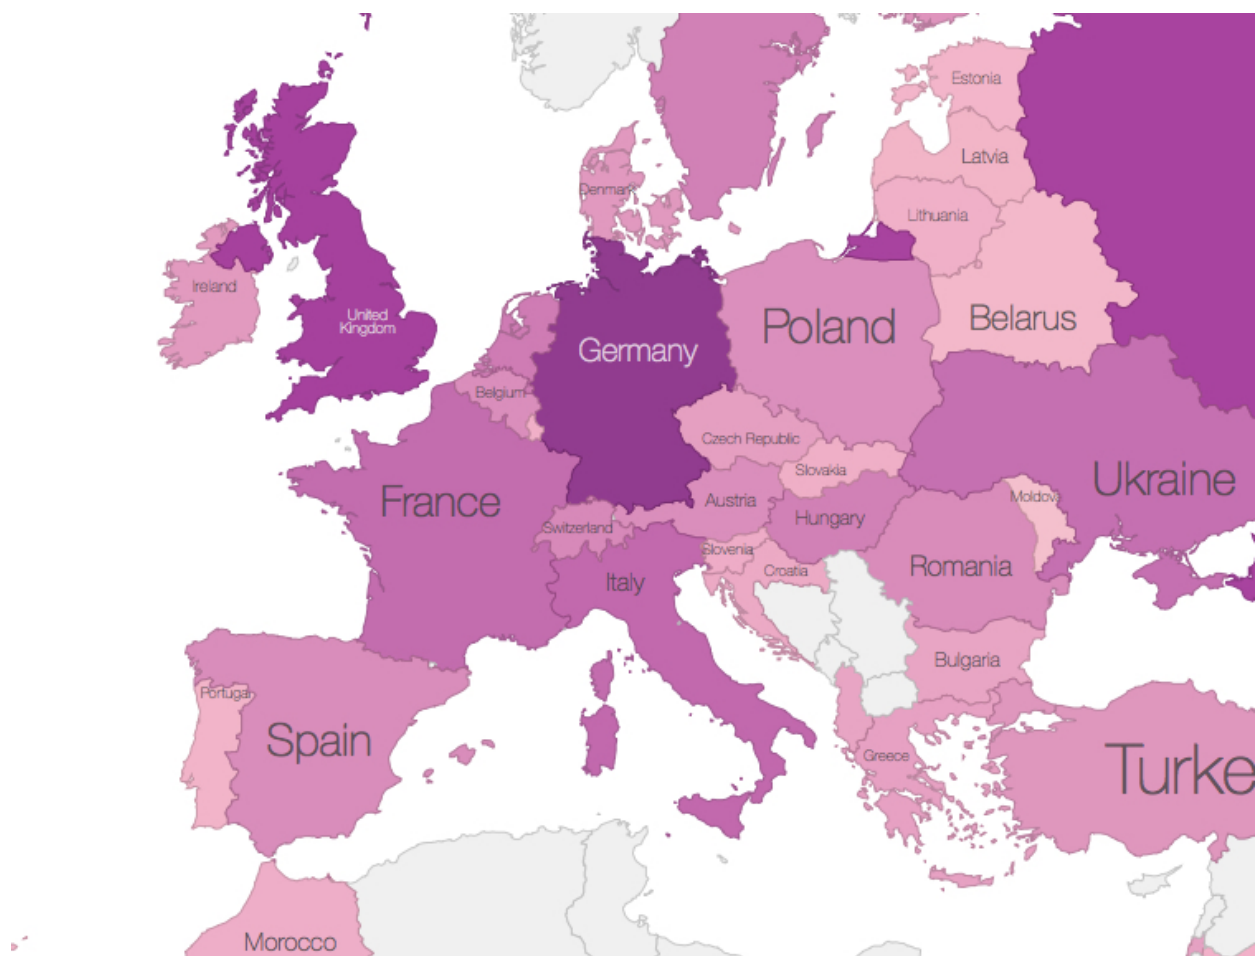 Estonia
Latvia
Denmark
Lithuania
Ireland
United
Kingdom
Belarus
Poland
Germany
Belgium
Czech Republic
Slovakia
Ukraine
France
Austria
Moldova
Hungary
Switzerland
Slovenia
Croatia
Romania
Italy
Bulgaria
Portugal
Spain
Greece
Turke
Morocco